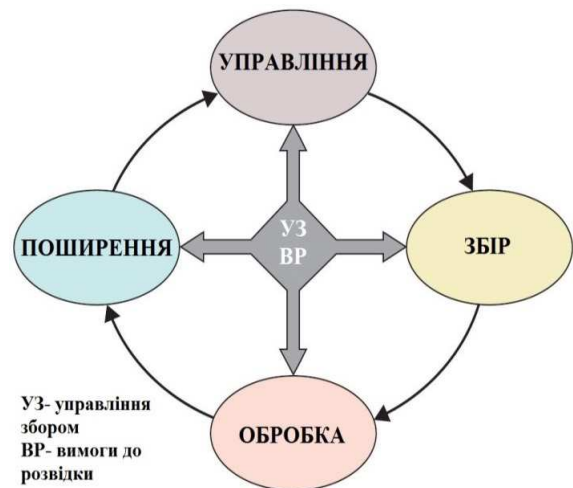 УПРАВЛІННЯ
ПОШИРЕННЯ
УЗ
ВР
ЗБІР
ОБРОБКА
УЗ- управління
збором
ВР- вимоги до
розвідки